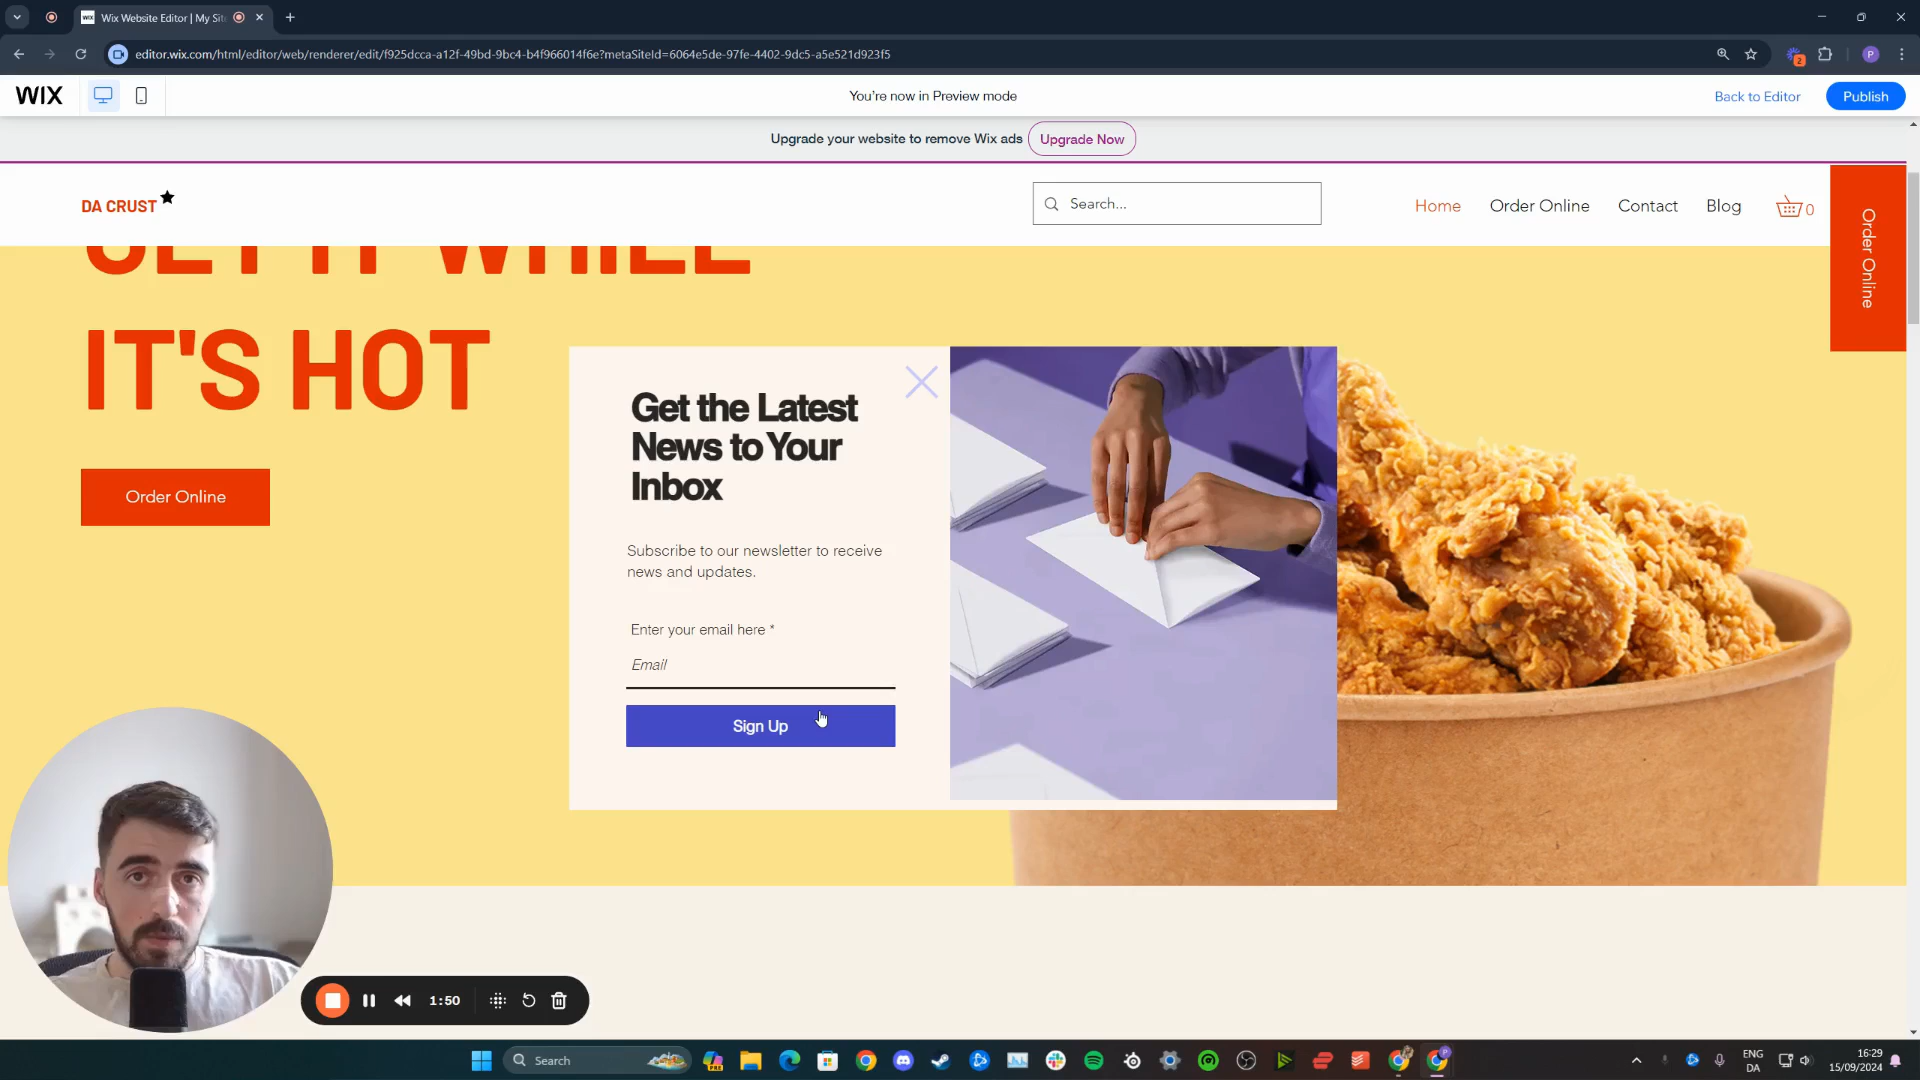 Wix Website Editor | My Sit
editor.wix.com/html/editor/web/renderer/edit/f925dcca-a12f-49bd-9bc4-b4f966014f6e?metaSiteId=6064e5de-97fe-4402-9dc5-a5e521d923f5
2
P
WIX
You're now in Preview mode
Back to Editor
Publish
Upgrade your website to remove Wix ads
Upgrade Now
DA CRUST
Search...
Home
Order Online
Contact
Blog
0
Order Online
IT'S HOT
Order Online
Get the Latest
News to Your
Inbox
Subscribe to our newsletter to receive
news and updates.
Enter your email here *
Email
Sign Up
1:50
Search
ENG
DA
16:29
15/09/2024